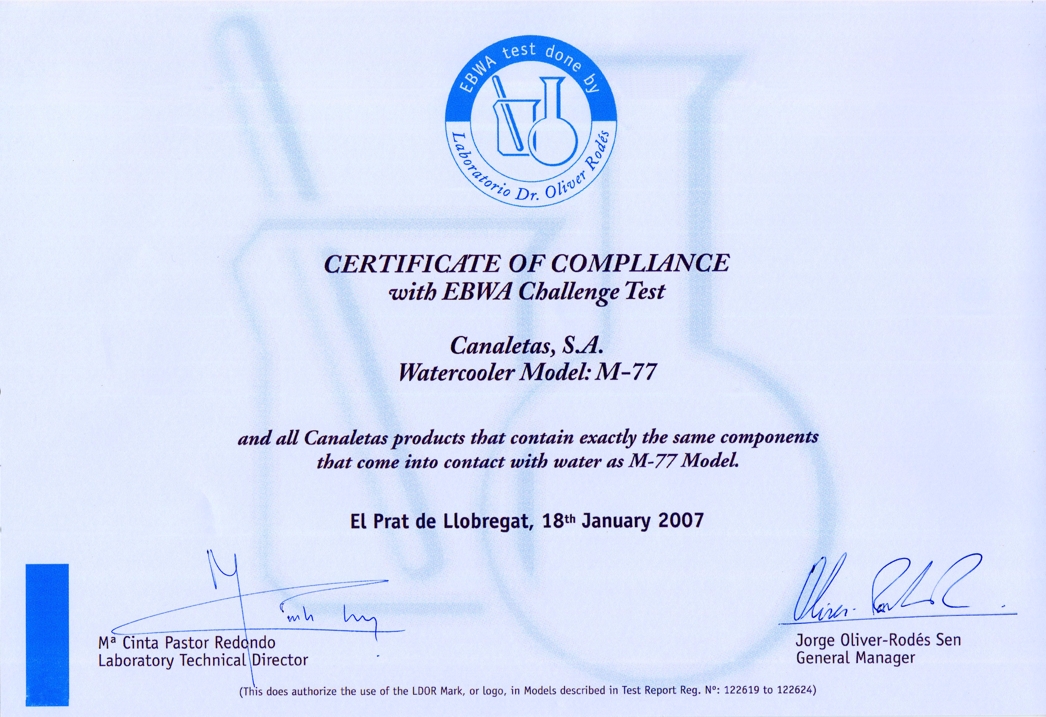 EBWA test done by
Laboratorio Dr. Oliver Rodés
CERTIFICATE OF COMPLIANCE
with EBWA Challenge Test
Canaletas, S.A.
Watercooler Model: M-77
and all Canaletas products that contain exactly the same components
that come into contact with water as M-77 Model.
El Prat de Llobregat, 18th January 2007
Mª Cinta Pastor Redondo
Laboratory Technical Director
Jorge Oliver-Rodés Sen
General Manager
(This does authorize the use of the LDOR Mark, or logo, in Models described in Test Report Reg. Nº: 122619 to 122624)